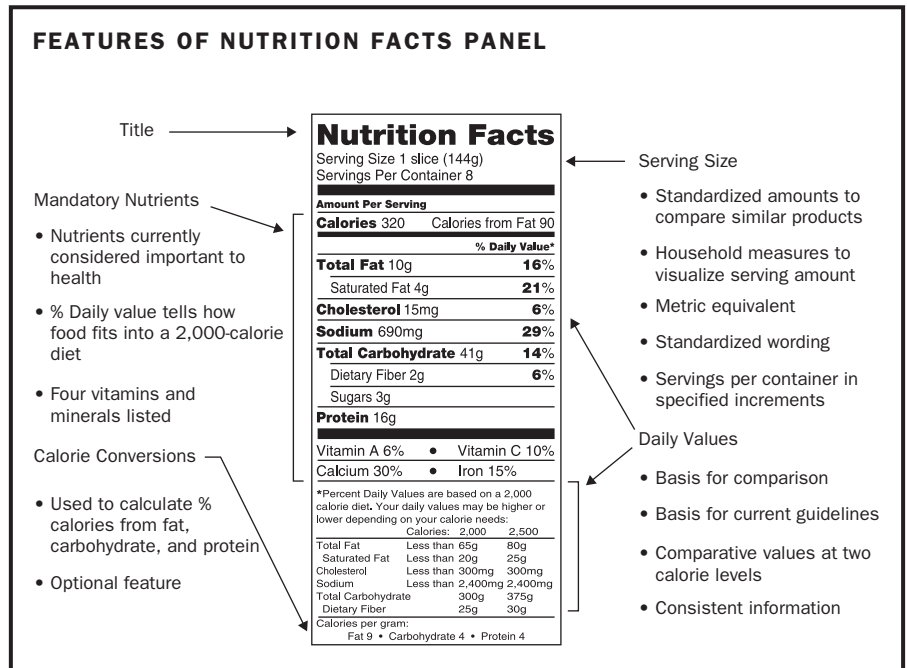 FEATURES OF NUTRITION FACTS PANEL
Title
Mandatory Nutrients
• Nutrients currently
considered important to
health
• % Daily value tells how
food fits into a 2,000-calorie
diet
• Four vitamins and
minerals listed
Calorie Conversions
• Used to calculate %
calories from fat,
carbohydrate, and protein
• Optional feature
Nutrition Facts
Serving Size 1 slice (144g)
Servings Per Container 8
Amount Per Serving
Calories 320 Calories from Fat 90
% Daily Value*
Total Fat 10g 16%
Saturated Fat 4g 21%
Cholesterol 15mg 6%
Sodium 690mg 29%
Total Carbohydrate 41g 14%
Dietary Fiber 2g 6%
Sugars 3g
Protein 16g
Vitamin A 6% • Vitamin C 10%
Calcium 30% • Iron 15%
*Percent Daily Values are based on a 2,000
calorie diet. Your daily values may be higher or
lower depending on your calorie needs:
Calories: 2,000 2,500
Total Fat Less than 65g 80g
Saturated Fat Less than 20g 25g
Cholesterol Less than 300mg 300mg
Sodium Less than 2,400mg 2,400mg
Total Carbohydrate 300g 375g
Dietary Fiber 25g 30g
Calories per gram:
Fat 9 • Carbohydrate 4 • Protein 4
Serving Size
• Standardized amounts to
compare similar products
• Household measures to
visualize serving amount
• Metric equivalent
• Standardized wording
• Servings per container in
specified increments
Daily Values
• Basis for comparison
• Basis for current guidelines
• Comparative values at two
calorie levels
• Consistent information